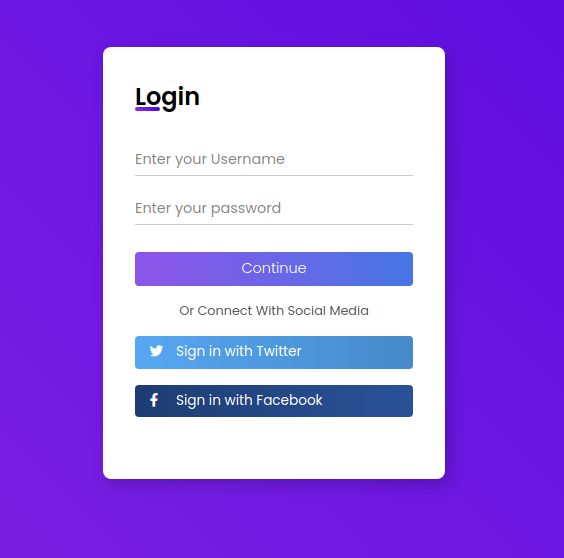 Login
Enter your Username
Enter your password
Continue
Or Connect With Social Media
Sign in with Twitter
Sign in with Facebook